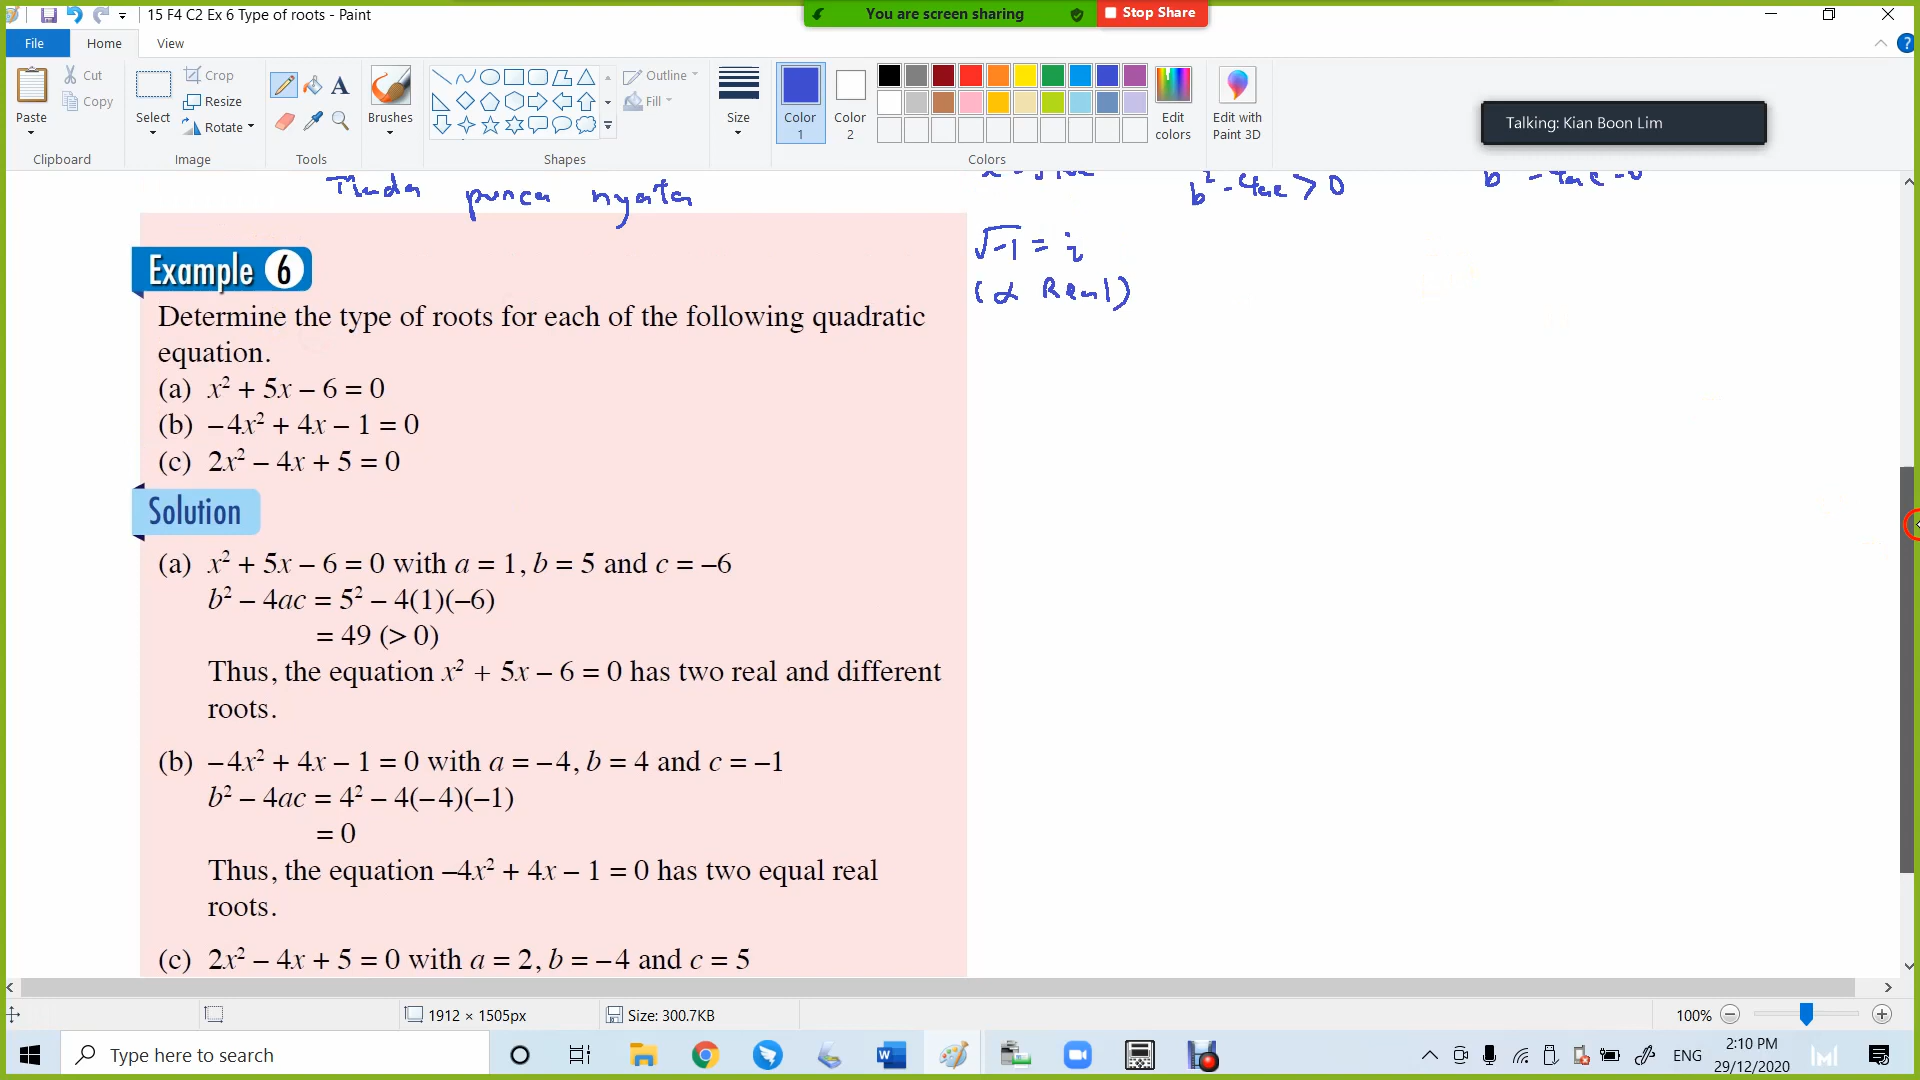 15 F4 C2 Ex 6 Type of roots - Paint
You are screen sharing
Stop Share
File
Home
View
Paste
Cut
Copy
Clipboard
Select
Crop
Resize
Rotate
Image
Tools
Brushes
Shapes
Outline
Fill
Size
Color 1
Color 2
Colors
Edit colors
Edit with Paint 3D
Talking: Kian Boon Lim
punca nyata
b² - 4ac > 0
√-1 = i
Example 6
Determine the type of roots for each of the following quadratic
equation.
(a) x² + 5x – 6 = 0
(b) –4x² + 4x – 1 = 0
(c) 2x² – 4x + 5 = 0
Solution
(a) x² + 5x – 6 = 0 with a = 1, b = 5 and c = –6
b² – 4ac = 5² – 4(1)(–6)
= 49 (> 0)
Thus, the equation x² + 5x – 6 = 0 has two real and different
roots.
(b) –4x² + 4x – 1 = 0 with a = –4, b = 4 and c = –1
b² – 4ac = 4² – 4(–4)(–1)
= 0
Thus, the equation –4x² + 4x – 1 = 0 has two equal real
roots.
(c) 2x² – 4x + 5 = 0 with a = 2, b = –4 and c = 5
1912 × 1505px
Size: 300.7KB
100%
Type here to search
ENG
2:10 PM
29/12/2020